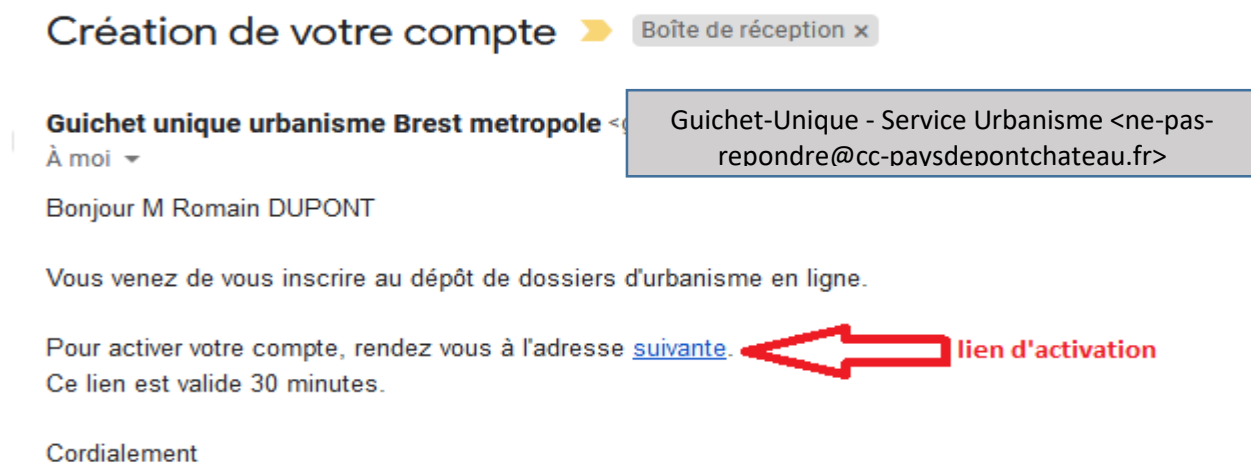 Création de votre compte Boîte de réception x
Guichet unique urbanisme Brest metropole <g
Guichet-Unique - Service Urbanisme <ne-pas-
repondre@cc-paysdepontchateau.fr>
À moi
Bonjour M Romain DUPONT
Vous venez de vous inscrire au dépôt de dossiers d'urbanisme en ligne.
Pour activer votre compte, rendez vous à l'adresse suivante. lien d'activation
Ce lien est valide 30 minutes.
Cordialement